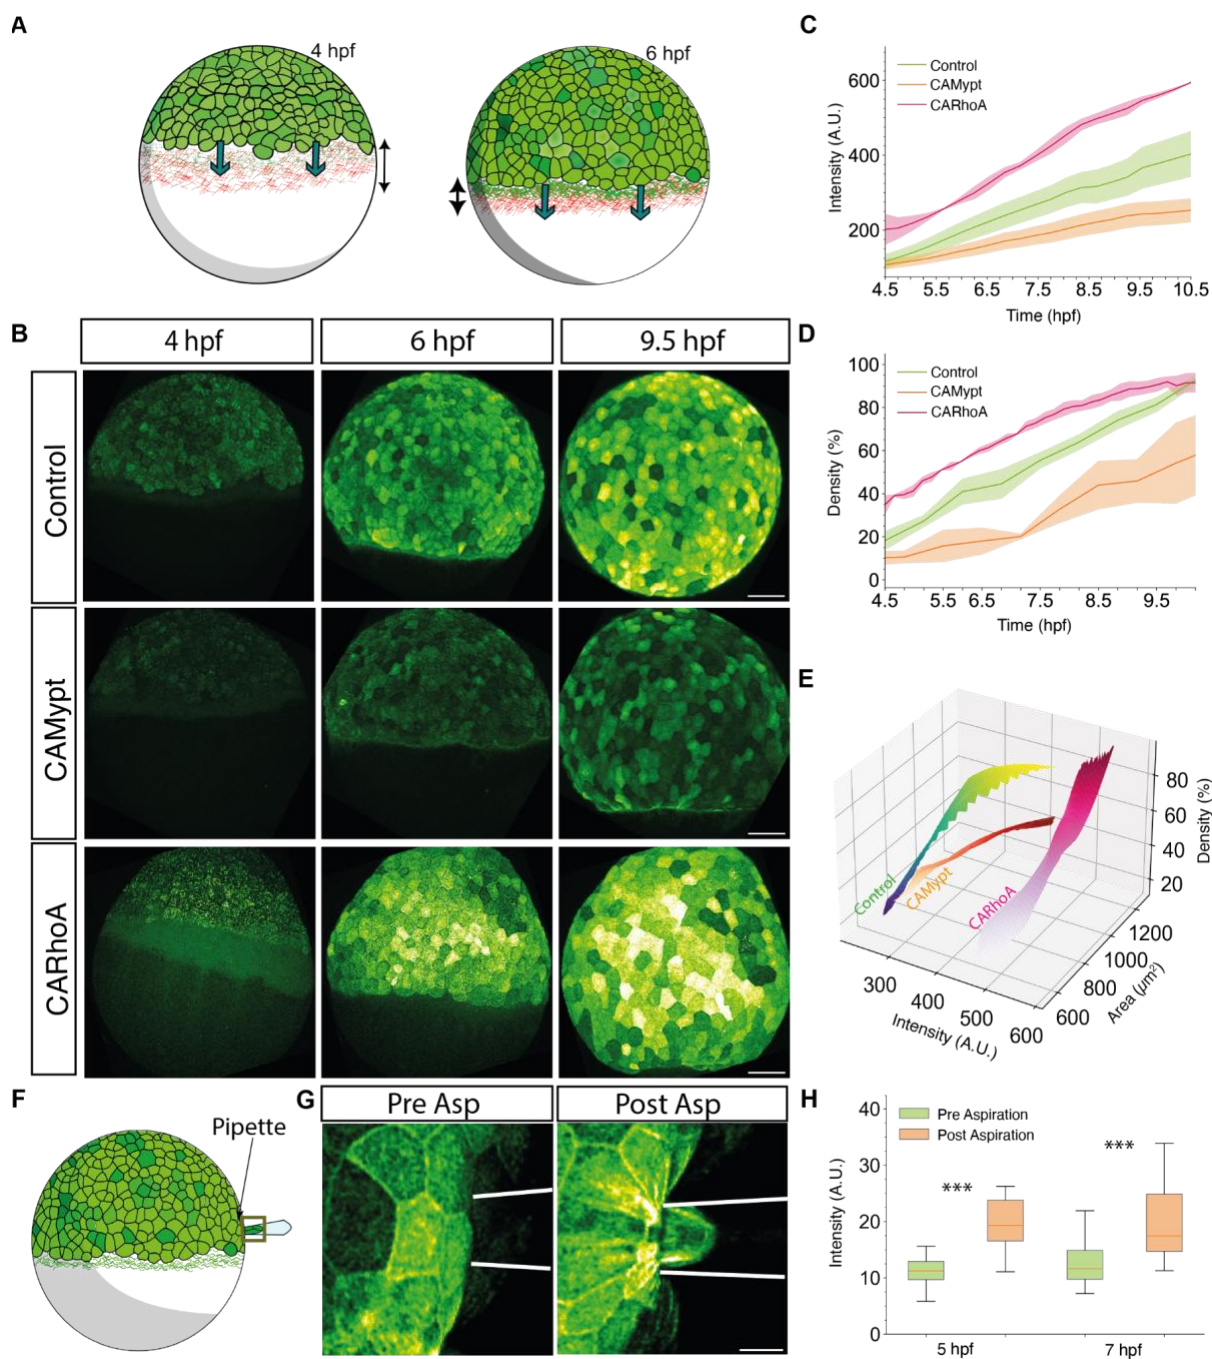 A
4 hpf
6 hpf
B
4 hpf
6 hpf
9.5 hpf
Control
CAMypt
CARhoA
C
Control
CAMypt
CARhoA
Intensity (A.U.)
600
400
200
4.5 5.5 6.5 7.5 8.5 9.5 10.5
Time (hpf)
D
Control
CAMypt
CARhoA
Density (%)
100
80
60
40
20
0
4.5 5.5 6.5 7.5 8.5 9.5
Time (hpf)
E
Control
CAMypt
CARhoA
Density (%)
80
60
40
20
1200
1000
800
600
Area (μm²)
300
400
500
600
Intensity (A.U.)
F
Pipette
G
Pre Asp
Post Asp
H
Pre Aspiration
Post Aspiration
Intensity (A.U.)
40
30
20
10
0
***
***
5 hpf
7 hpf